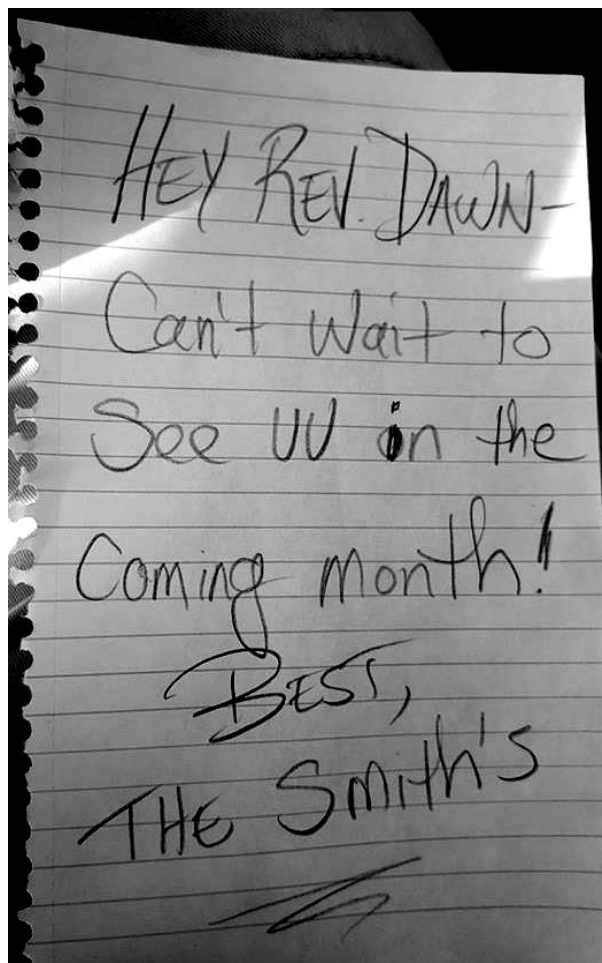 HEY REV. DAWN-
Can't wait to
See UU in the
Coming month!
BEST,
THE Smith's